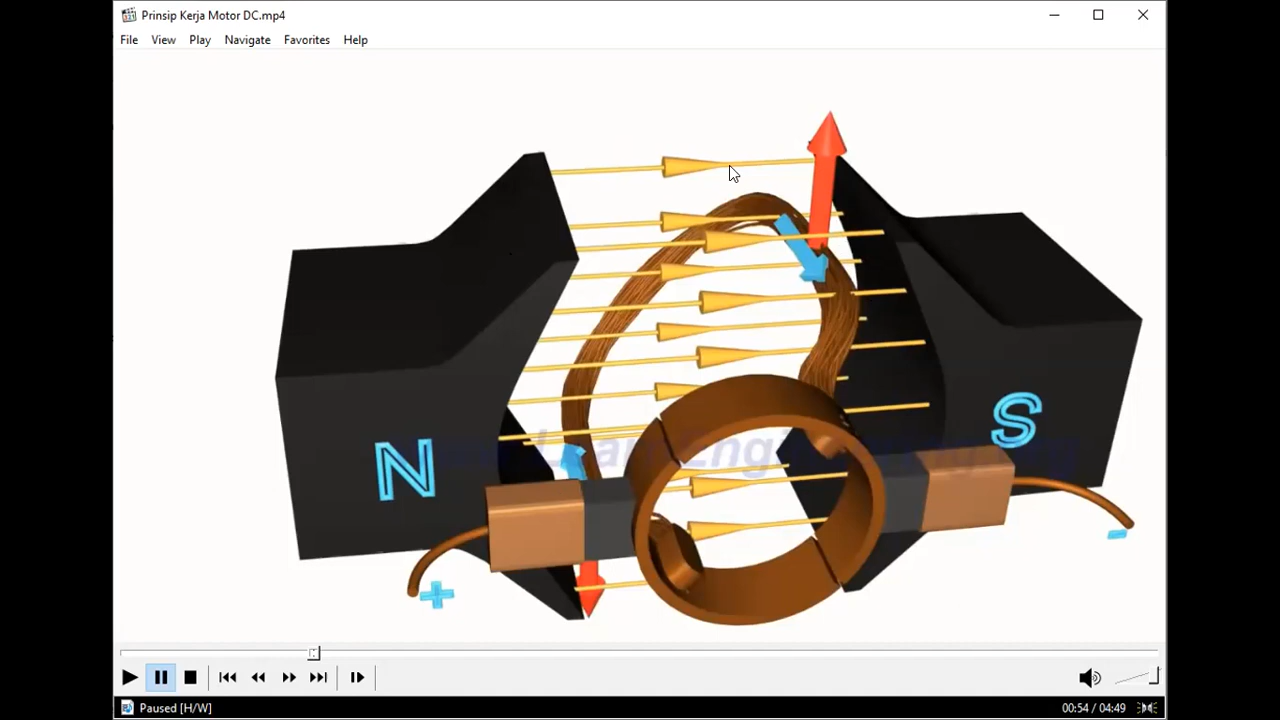 Prinsip Kerja Motor DC.mp4
File View Play Navigate Favorites Help
N
S
+
-
Paused [H/W]
00:54 / 04:49